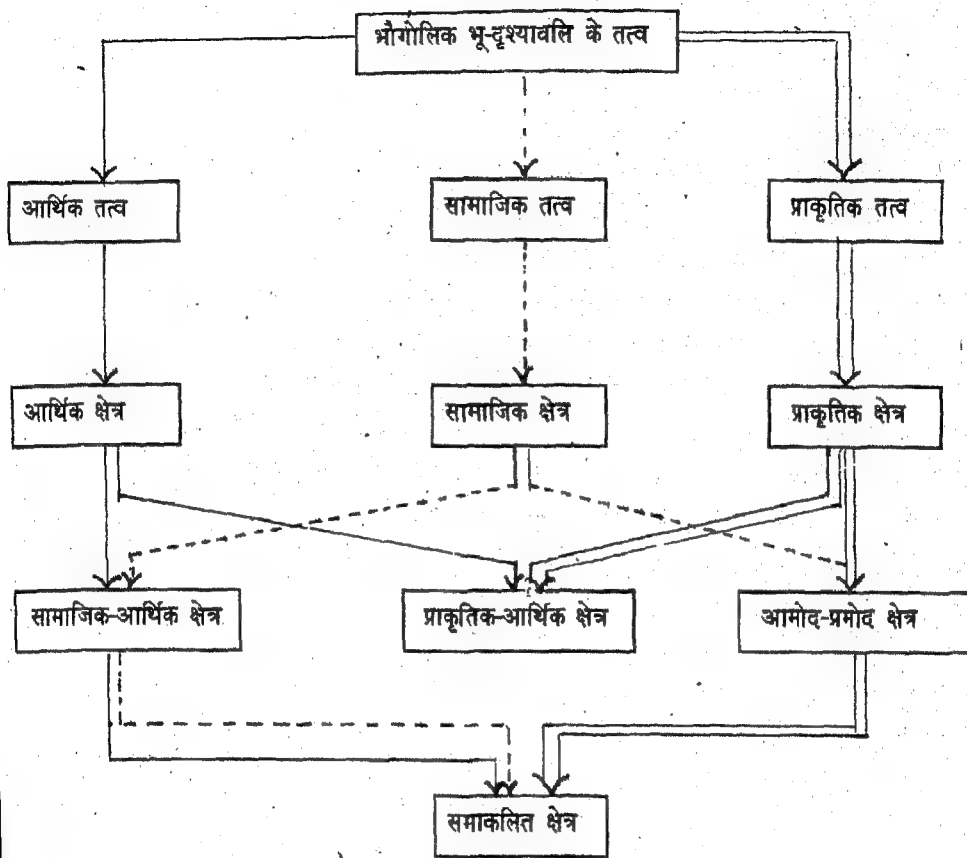 भौगोलिक भू-दृश्यावलि के तत्व
आर्थिक तत्व
सामाजिक तत्व
प्राकृतिक तत्व
आर्थिक क्षेत्र
सामाजिक क्षेत्र
प्राकृतिक क्षेत्र
सामाजिक-आर्थिक क्षेत्र
प्राकृतिक-आर्थिक क्षेत्र
आमोद-प्रमोद क्षेत्र
समाकलित क्षेत्र